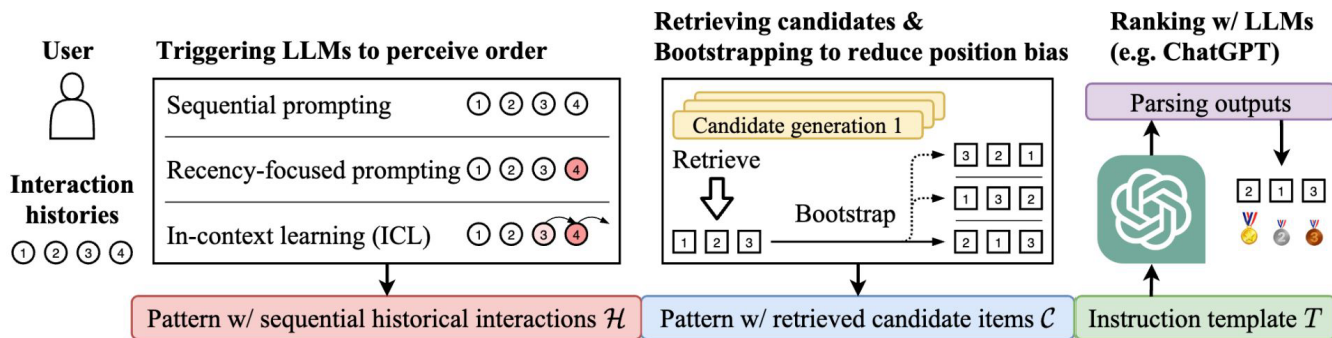 User
Interaction
histories
1 2 3 4
Triggering LLMs to perceive order
Sequential prompting 1 2 3 4
Recency-focused prompting 1 2 3 4
In-context learning (ICL) 1 2 3 4
Pattern w/ sequential historical interactions H
Retrieving candidates &
Bootstrapping to reduce position bias
Candidate generation 1
Retrieve
1 2 3
Bootstrap
3 2 1
1 3 2
2 1 3
Pattern w/ retrieved candidate items C
Ranking w/ LLMs
(e.g. ChatGPT)
Parsing outputs
2 1 3
2 3
Instruction template T